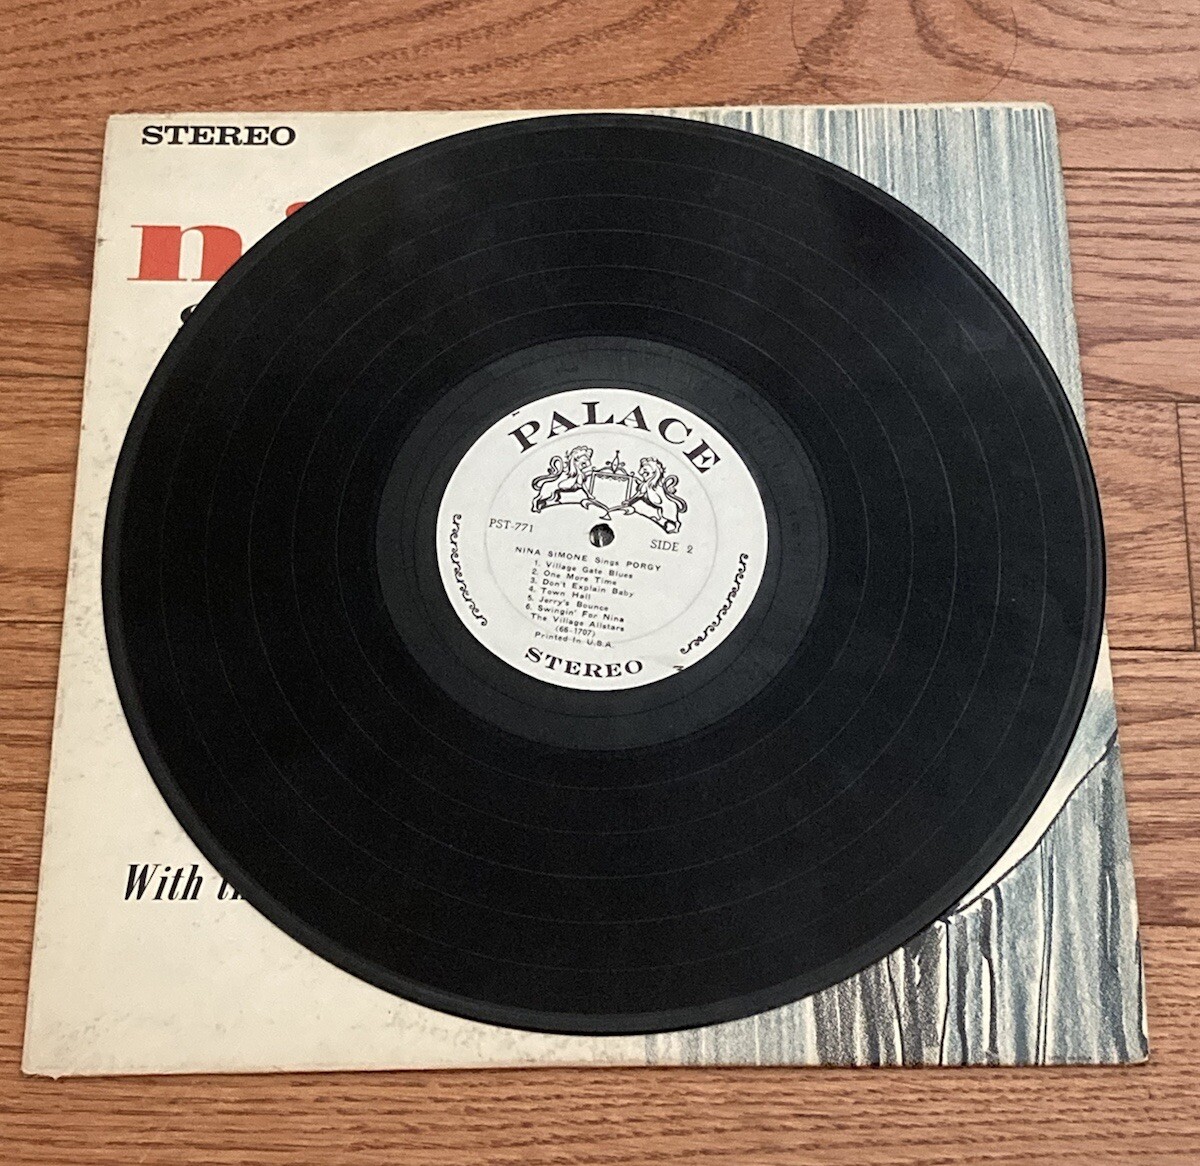 STEREO
ni
With th
PALACE
PST-771
SIDE 2
NINA SIMONE Sings PORGY
1. Village Gate Blues
2. One More Time
3. Don't Explain Baby
4. Town Hall
5. Jerry's Bounce
6. Swingin' For Nina
The Village Allstars
(66-1707)
Printed In U.S.A.
STEREO